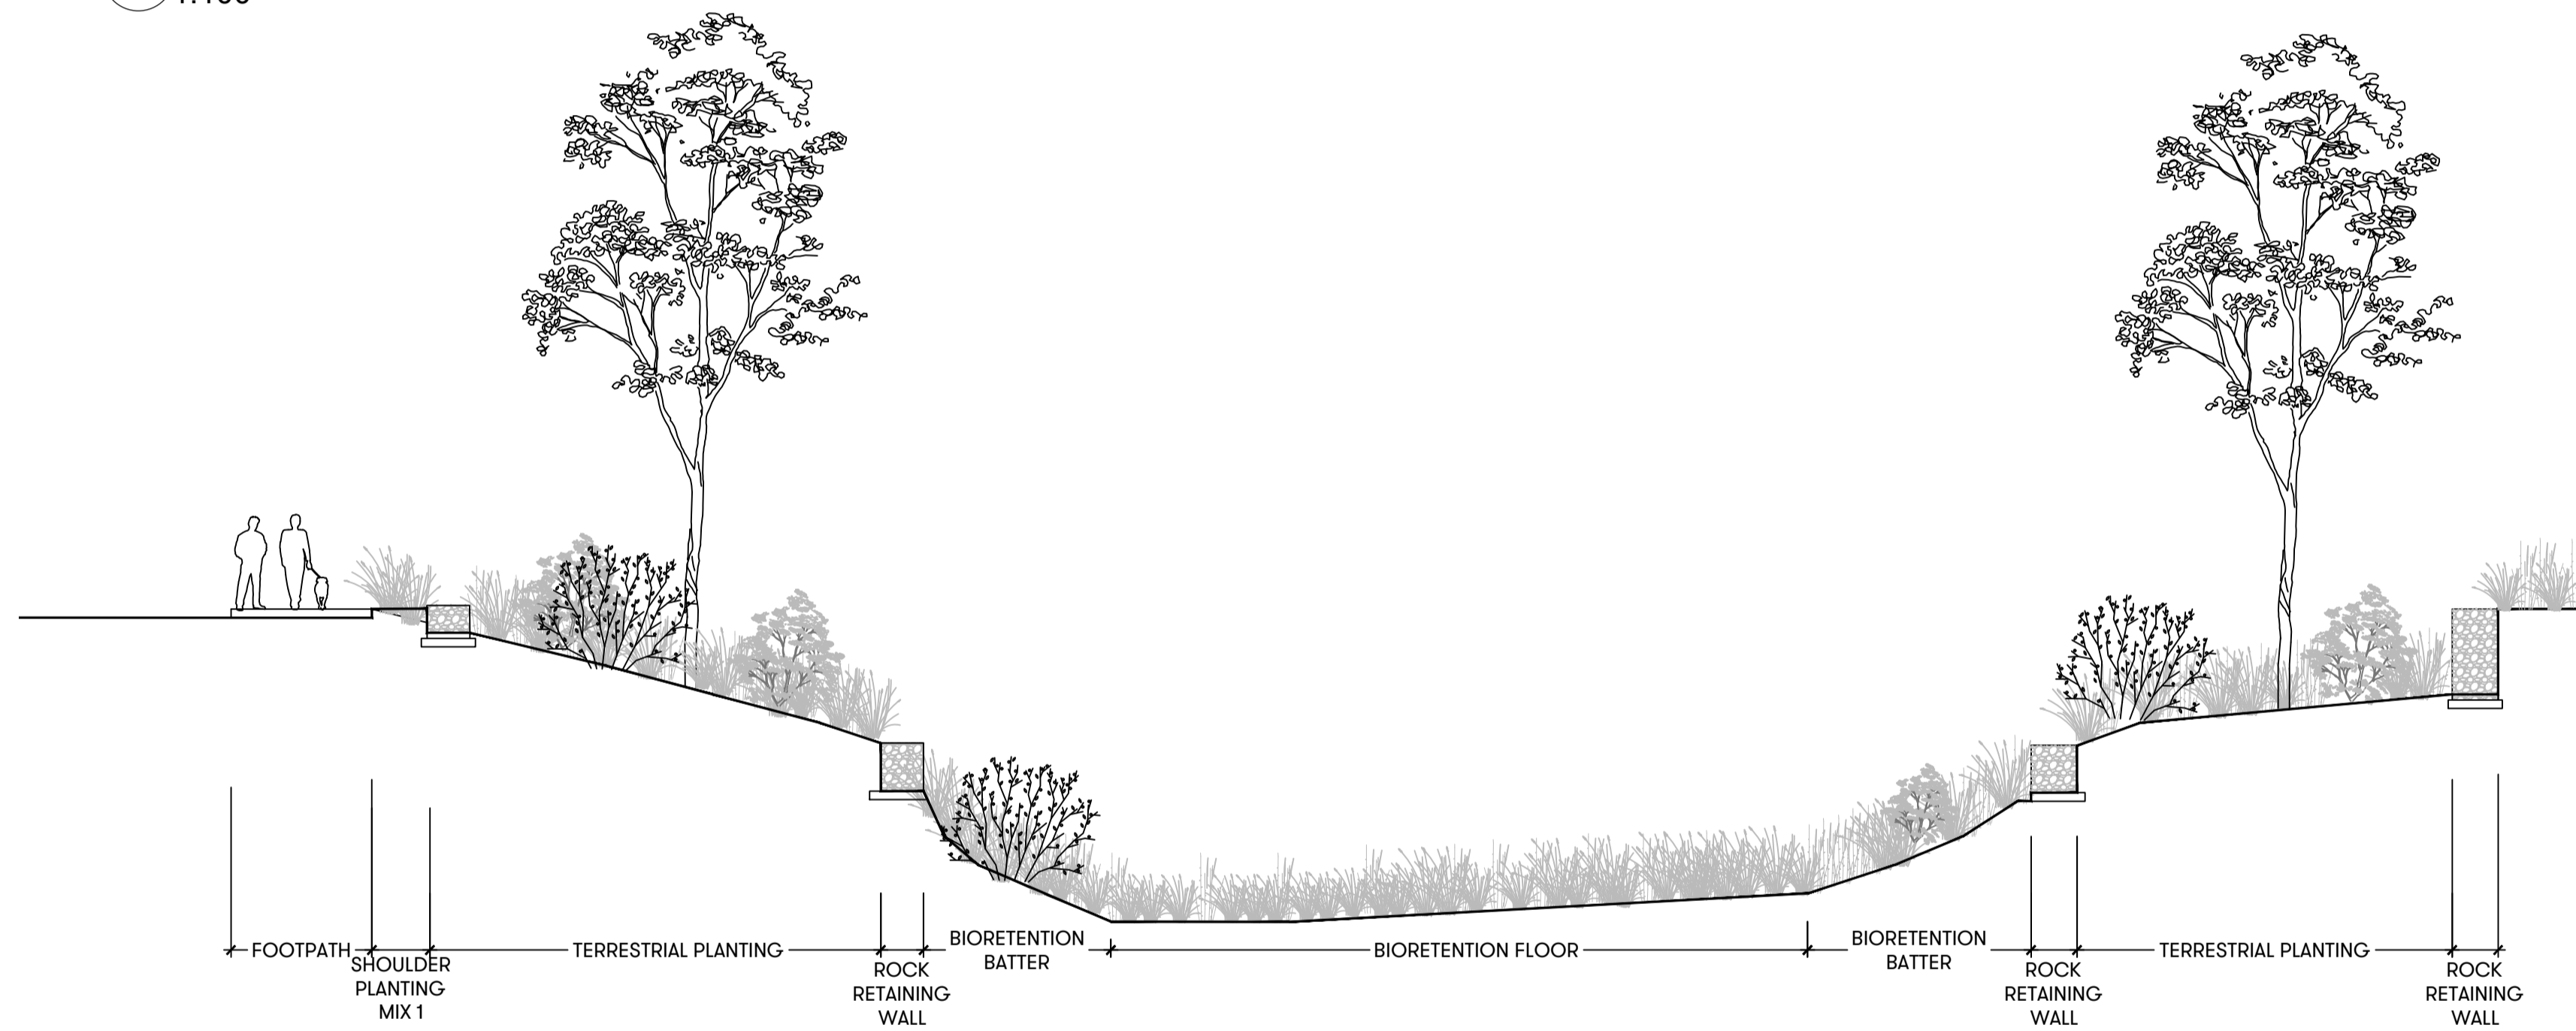 FOOTPATH
SHOULDER
PLANTING
MIX 1
TERRESTRIAL PLANTING
ROCK
RETAINING
WALL
BIORETENTION
BATTER
BIORETENTION FLOOR
BIORETENTION
BATTER
ROCK
RETAINING
WALL
TERRESTRIAL PLANTING
ROCK
RETAINING
WALL